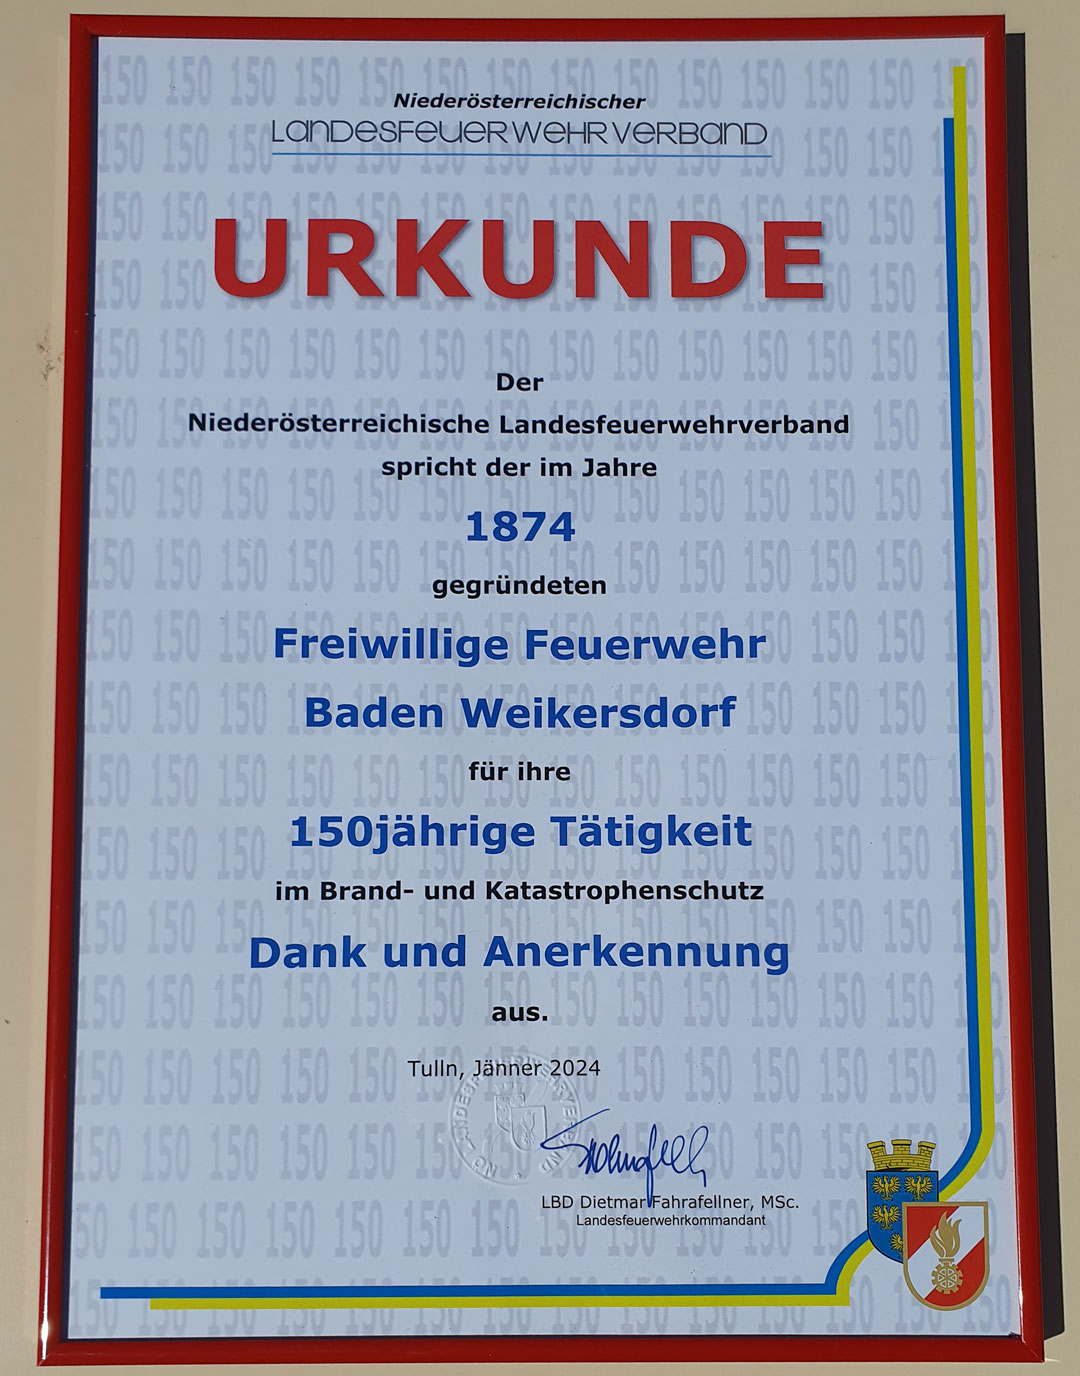 Niederösterreichischer
LANDESFEUERWEHRVERBAND
URKUNDE
Der
Niederösterreichische Landesfeuerwehrverband
spricht der im Jahre
1874
gegründeten
Freiwillige Feuerwehr
Baden Weikersdorf
für ihre
150jährige Tätigkeit
im Brand- und Katastrophenschutz
Dank und Anerkennung
aus.
Tulln, Jänner 2024
LBD Dietmar Fahrafellner, MSc.
Landesfeuerwehrkommandant